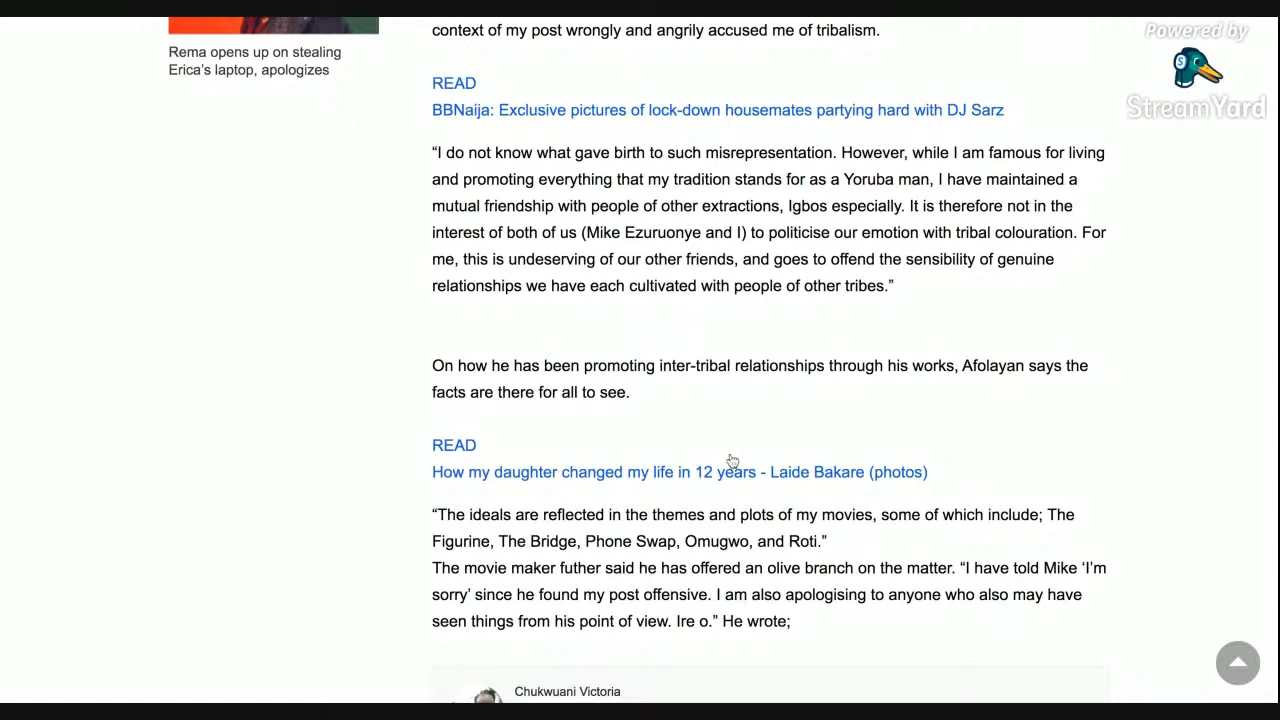 context of my post wrongly and angrily accused me of tribalism.
Powered by
StreamYard
Rema opens up on stealing
Erica’s laptop, apologizes
READ
BBNaija: Exclusive pictures of lock-down housemates partying hard with DJ Sarz
“I do not know what gave birth to such misrepresentation. However, while I am famous for living
and promoting everything that my tradition stands for as a Yoruba man, I have maintained a
mutual friendship with people of other extractions, Igbos especially. It is therefore not in the
interest of both of us (Mike Ezuruonye and I) to politicise our emotion with tribal colouration. For
me, this is undeserving of our other friends, and goes to offend the sensibility of genuine
relationships we have each cultivated with people of other tribes.”
On how he has been promoting inter-tribal relationships through his works, Afolayan says the
facts are there for all to see.
READ
How my daughter changed my life in 12 years - Laide Bakare (photos)
“The ideals are reflected in the themes and plots of my movies, some of which include; The
Figurine, The Bridge, Phone Swap, Omugwo, and Roti.”
The movie maker futher said he has offered an olive branch on the matter. “I have told Mike ‘I’m
sorry’ since he found my post offensive. I am also apologising to anyone who also may have
seen things from his point of view. Ire o.” He wrote;
Chukwuani Victoria